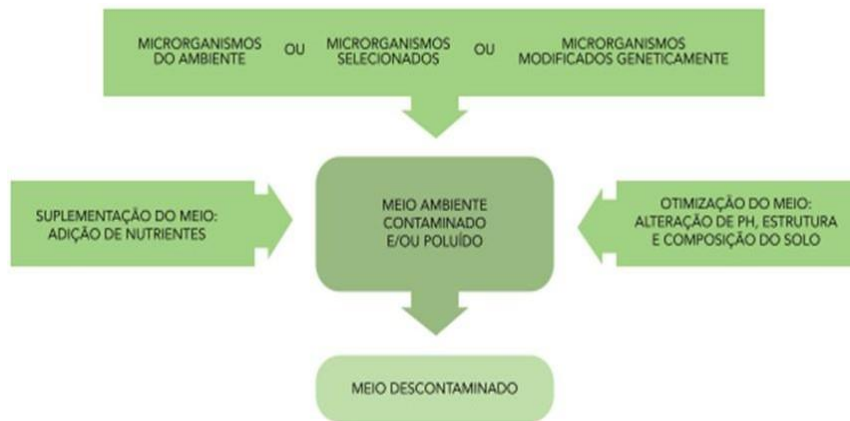 MICRORGANISMOS DO AMBIENTE
OU
MICRORGANISMOS SELECIONADOS
OU
MICRORGANISMOS MODIFICADOS GENETICAMENTE
SUPLEMENTAÇÃO DO MEIO:
ADIÇÃO DE NUTRIENTES
MEIO AMBIENTE
CONTAMINADO
E/OU POLUÍDO
OTIMIZAÇÃO DO MEIO:
ALTERAÇÃO DE PH, ESTRUTURA
E COMPOSIÇÃO DO SOLO
MEIO DESCONTAMINADO